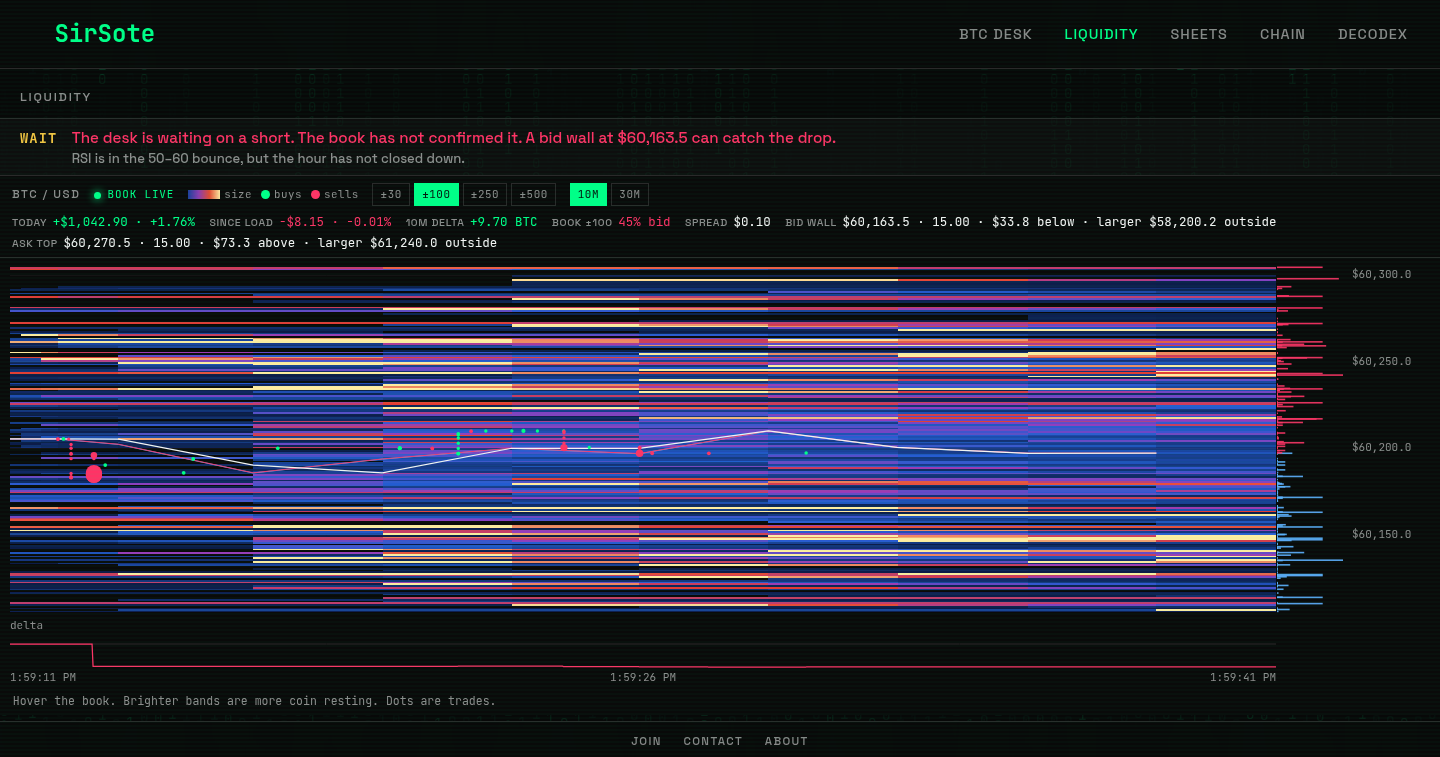 SirSote
BTC DESK LIQUIDITY SHEETS CHAIN DECODEX
LIQUIDITY
WAIT The desk is waiting on a short. The book has not confirmed it. A bid wall at $60,163.5 can catch the drop.
RSI is in the 50–60 bounce, but the hour has not closed down.
BTC / USD BOOK LIVE size buys sells ±30 ±100 ±250 ±500 10M 30M
TODAY +$1,042.90 · +1.76% SINCE LOAD -$8.15 · -0.01% 10M DELTA +9.70 BTC BOOK ±100 45% bid SPREAD $0.10 BID WALL $60,163.5 · 15.00 · $33.8 below · larger $58,200.2 outside
ASK TOP $60,270.5 · 15.00 · $73.3 above · larger $61,240.0 outside
$60,300.0
$60,250.0
$60,200.0
$60,150.0
delta
1:59:11 PM 1:59:26 PM 1:59:41 PM
Hover the book. Brighter bands are more coin resting. Dots are trades.
JOIN CONTACT ABOUT